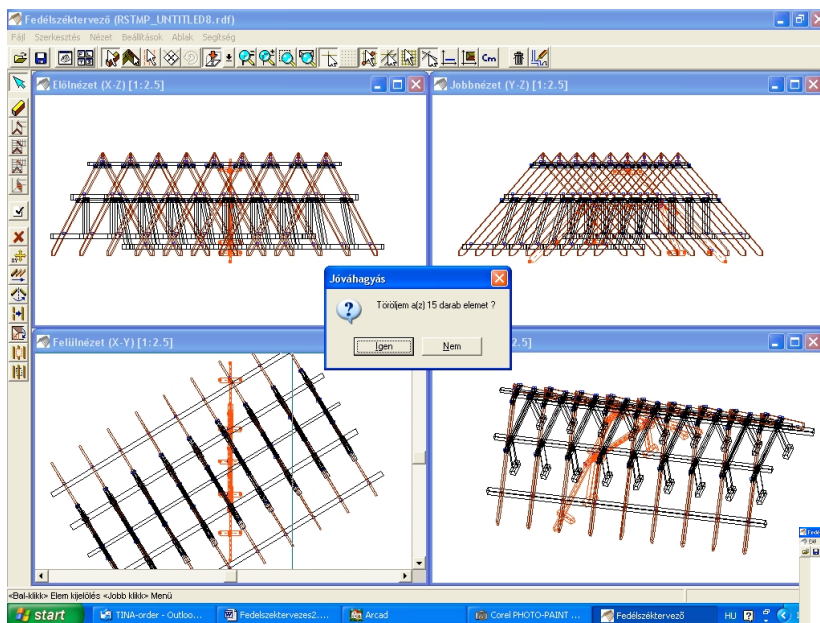 Fedélszéktervező (RSTMP_UNTITLED8.rdf)
Fájl Szerkesztés Nézet Beállítások Ablak Segítség
Cm
Elölnézet (X-Z) [1:2.5]
Jobbnézet (Y-Z) [1:2.5]
Jóváhagyás
Töröljem a(z) 15 darab elemet ?
Igen Nem
Felülnézet (X-Y) [1:2.5]
2.5]
<Bal-klikk> Elem kijelölés <Jobb klikk> Menü
start TINA-order - Outloo... Fedelszektervezes2.... Arcad Corel PHOTO-PAINT ... Fedélszéktervező HU